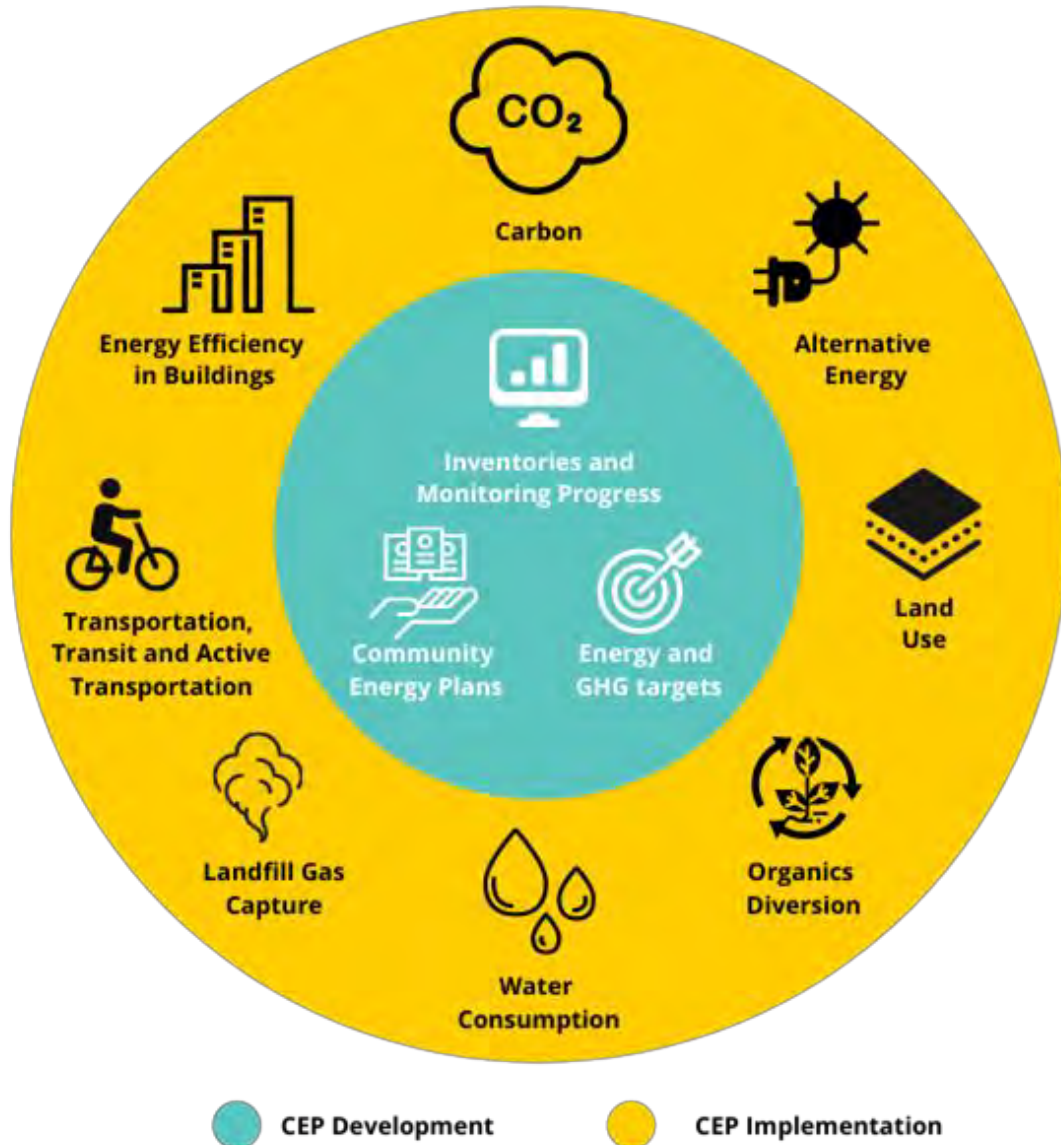 CO₂
Carbon
Energy Efficiency
in Buildings
Alternative
Energy
Inventories and
Monitoring Progress
Transportation,
Transit and Active
Transportation
Community
Energy Plans
Energy and
GHG targets
Land
Use
Landfill Gas
Capture
Organics
Diversion
Water
Consumption
CEP Development
CEP Implementation